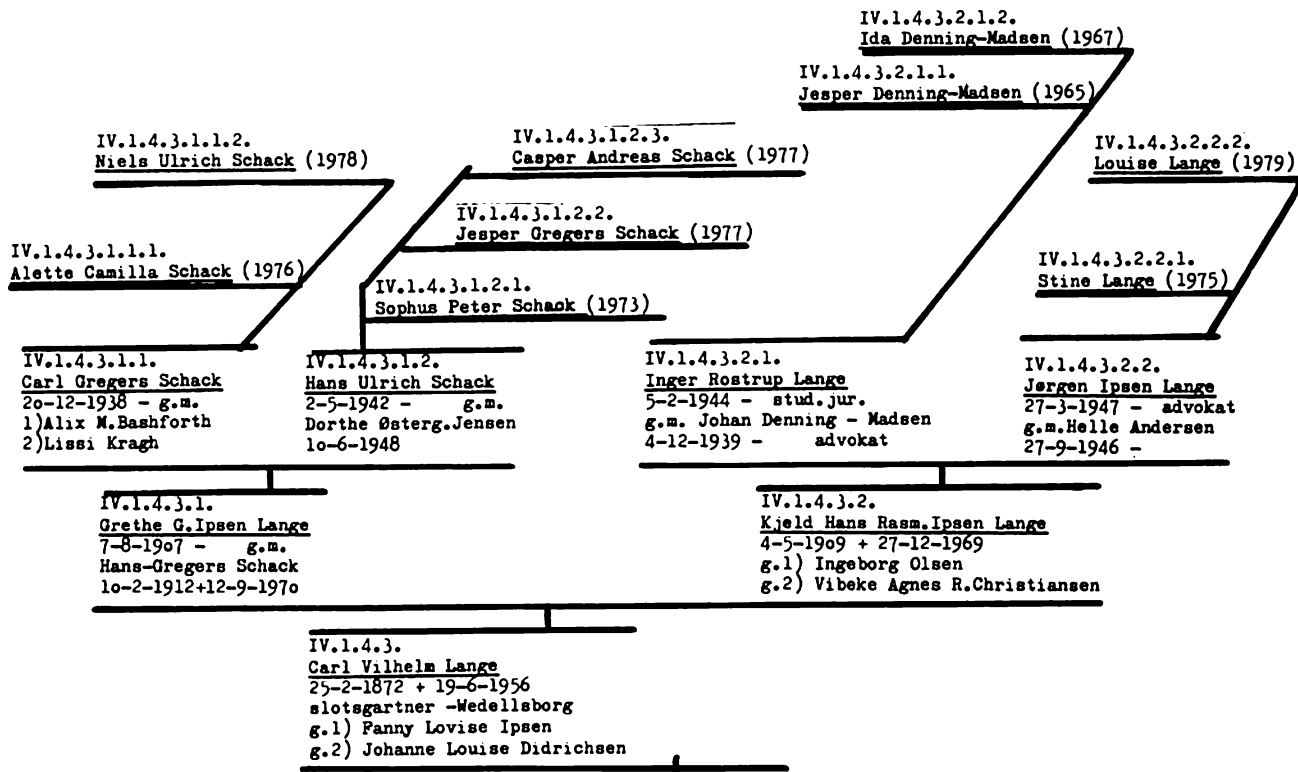 IV.1.4.3.2.1.2.
Ida Denning-Madsen (1967)
IV.1.4.3.2.1.1.
Jesper Denning-Madsen (1965)
IV.1.4.3.1.1.2.
Niels Ulrich Schack (1978)
IV.1.4.3.1.2.3.
Casper Andreas Schack (1977)
IV.1.4.3.2.2.2.
Louise Lange (1979)
IV.1.4.3.1.2.2.
Jesper Gregers Schack (1977)
IV.1.4.3.1.1.1.
Alette Camilla Schack (1976)
IV.1.4.3.2.2.1.
Stine Lange (1975)
IV.1.4.3.1.2.1.
Sophus Peter Schack (1973)
IV.1.4.3.1.1.
Carl Gregers Schack
2o-12-1938 - g.m.
1)Alix M.Bashforth
2)Lissi Kragh
IV.1.4.3.1.2.
Hans Ulrich Schack
2-5-1942 - g.m.
Dorthe Østerg.Jensen
1o-6-1948
IV.1.4.3.2.1.
Inger Rostrup Lange
5-2-1944 - stud.jur.
g.m. Johan Denning - Madsen
4-12-1939 - advokat
IV.1.4.3.2.2.
Jørgen Ipsen Lange
27-3-1947 - advokat
g.m.Helle Andersen
27-9-1946 -
IV.1.4.3.1.
Grethe G.Ipsen Lange
7-8-19o7 - g.m.
Hans-Gregers Schack
1o-2-1912+12-9-197o
IV.1.4.3.2.
Kjeld Hans Rasm.Ipsen Lange
4-5-19o9 + 27-12-1969
g.1) Ingeborg Olsen
g.2) Vibeke Agnes R.Christiansen
IV.1.4.3.
Carl Vilhelm Lange
25-2-1872 + 19-6-1956
slotsgartner -Wedellsborg
g.1) Fanny Lovise Ipsen
g.2) Johanne Louise Didrichsen